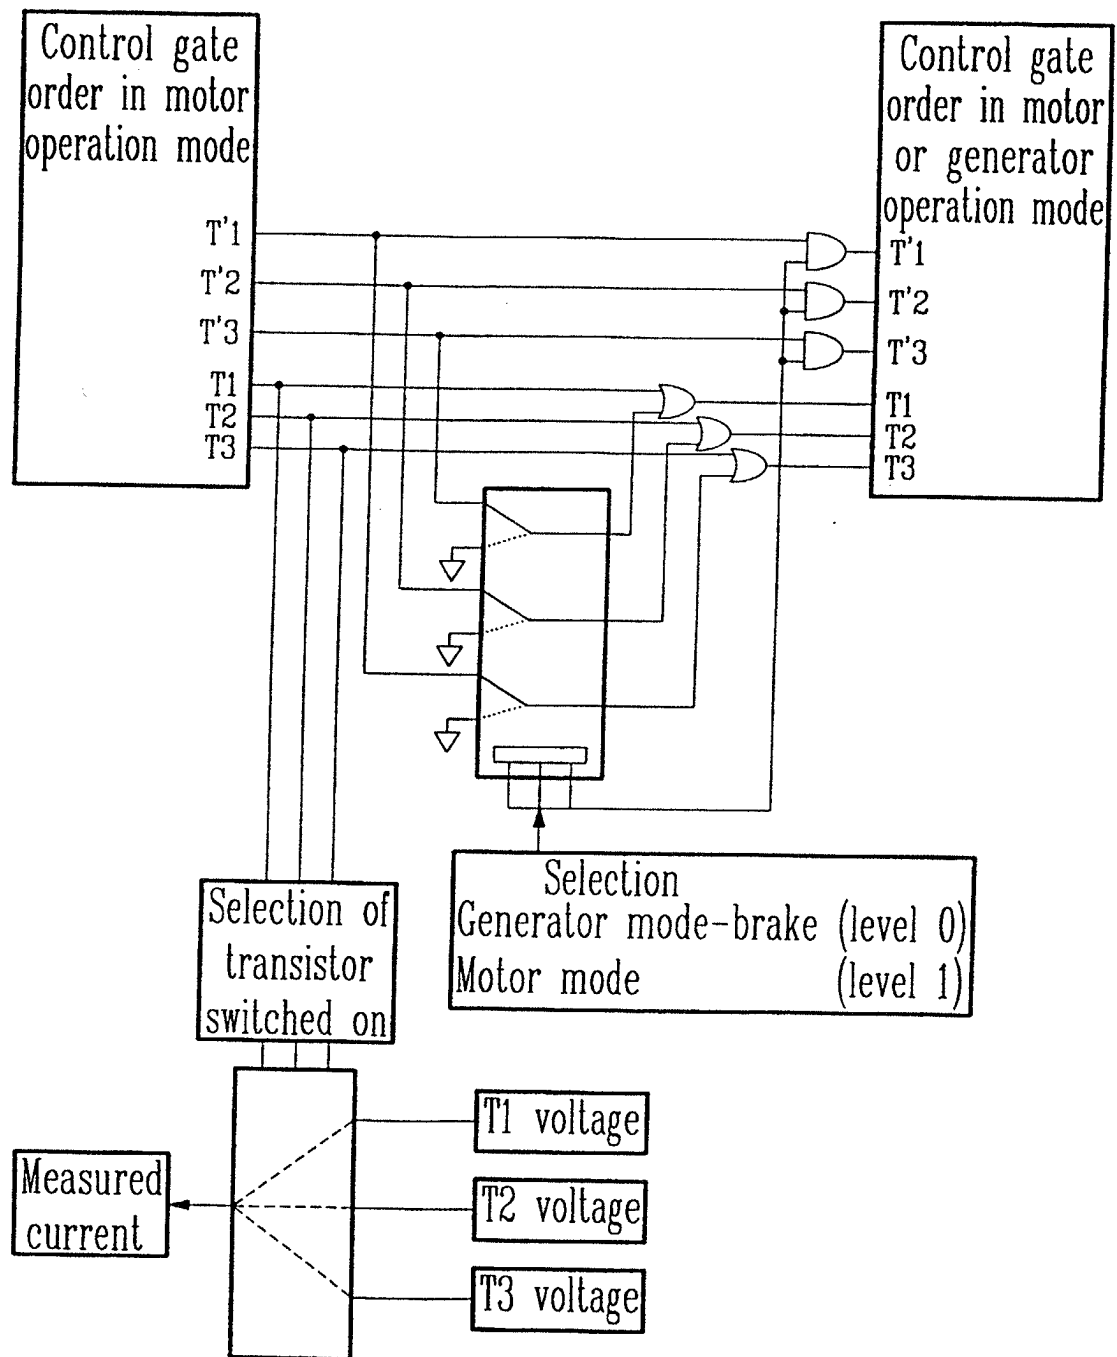 Control gate
order in motor
operation mode
T'1
T'2
T'3
T1
T2
T3
Control gate
order in motor
or generator
operation mode
T'1
T'2
T'3
T1
T2
T3
Selection
Generator mode-brake (level 0)
Motor mode (level 1)
Selection of
transistor
switched on
T1 voltage
T2 voltage
T3 voltage
Measured
current